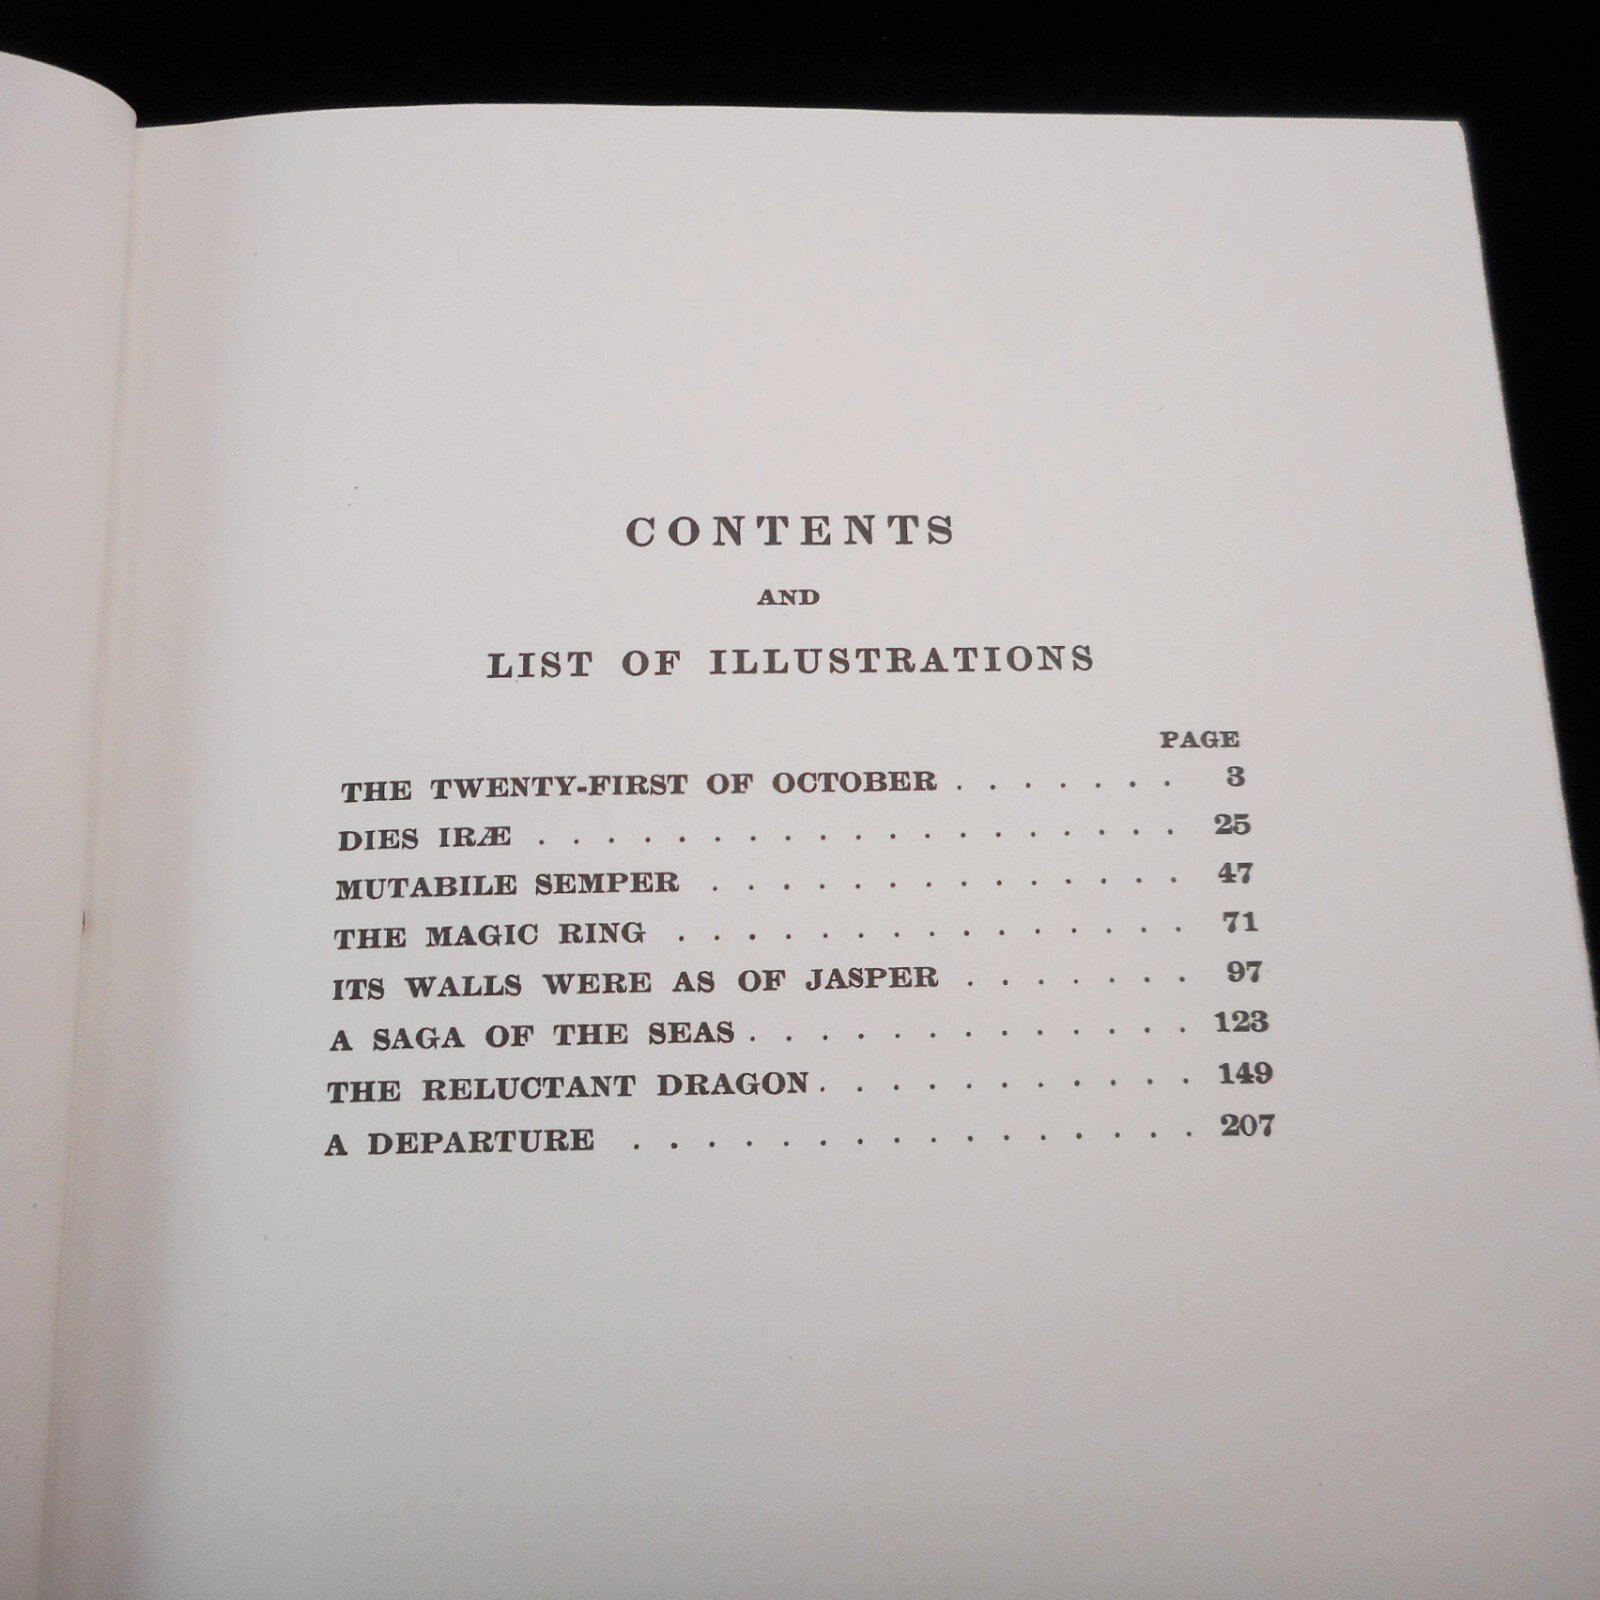 CONTENTS
AND
LIST OF ILLUSTRATIONS
PAGE
THE TWENTY-FIRST OF OCTOBER . . . . . . . 3
DIES IRÆ . . . . . . . . . . . . . . . . . . . 25
MUTABILE SEMPER . . . . . . . . . . . . . . 47
THE MAGIC RING . . . . . . . . . . . . . . . 71
ITS WALLS WERE AS OF JASPER . . . . . . . 97
A SAGA OF THE SEAS . . . . . . . . . . . . . 123
THE RELUCTANT DRAGON . . . . . . . . . . . 149
A DEPARTURE . . . . . . . . . . . . . . . . 207